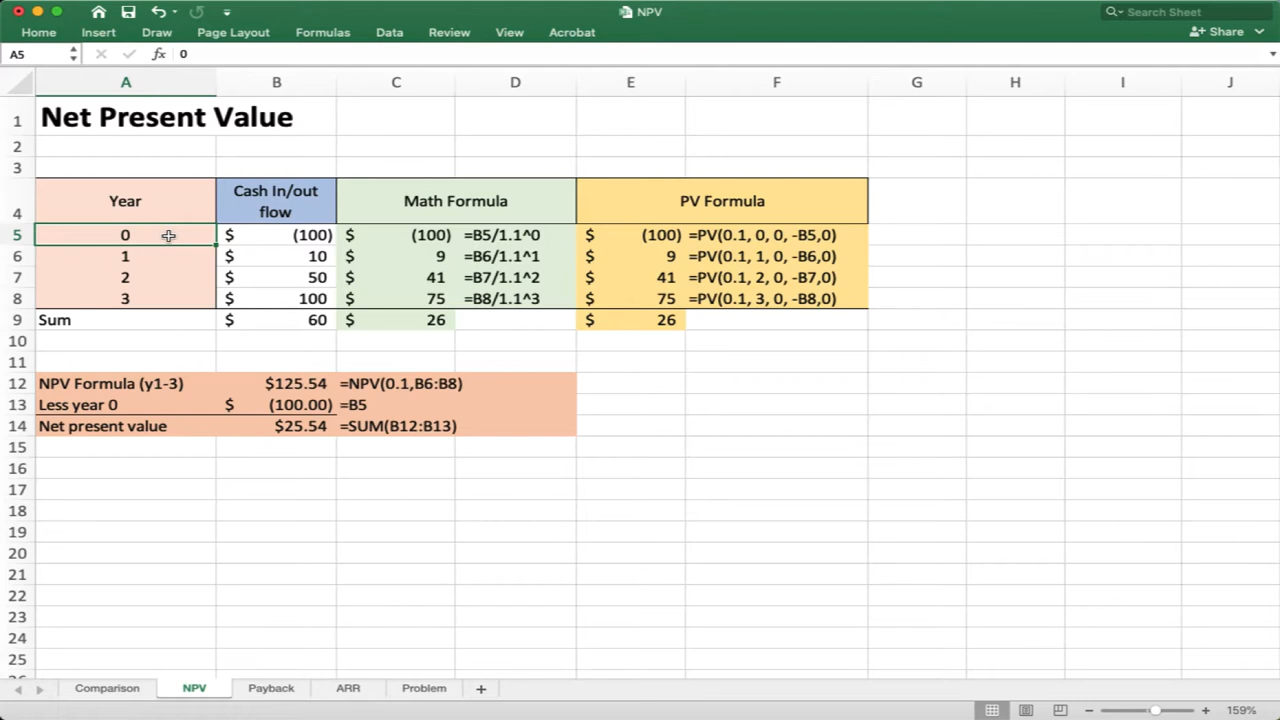 NPV
Search Sheet
Home Insert Draw Page Layout Formulas Data Review View Acrobat Share
A5 fx 0
A B C D E F G H I J
1 Net Present Value
2
3
4 Year Cash In/out flow Math Formula PV Formula
5 0 $ (100) $ (100) =B5/1.1^0 $ (100) =PV(0.1, 0, 0, -B5,0)
6 1 $ 10 $ 9 =B6/1.1^1 $ 9 =PV(0.1, 1, 0, -B6,0)
7 2 $ 50 $ 41 =B7/1.1^2 $ 41 =PV(0.1, 2, 0, -B7,0)
8 3 $ 100 $ 75 =B8/1.1^3 $ 75 =PV(0.1, 3, 0, -B8,0)
9 Sum $ 60 $ 26 $ 26
10
11
12 NPV Formula (y1-3) $125.54 =NPV(0.1,B6:B8)
13 Less year 0 $ (100.00) =B5
14 Net present value $25.54 =SUM(B12:B13)
15
16
17
18
19
20
21
22
23
24
25
26
Comparison NPV Payback ARR Problem +
159%